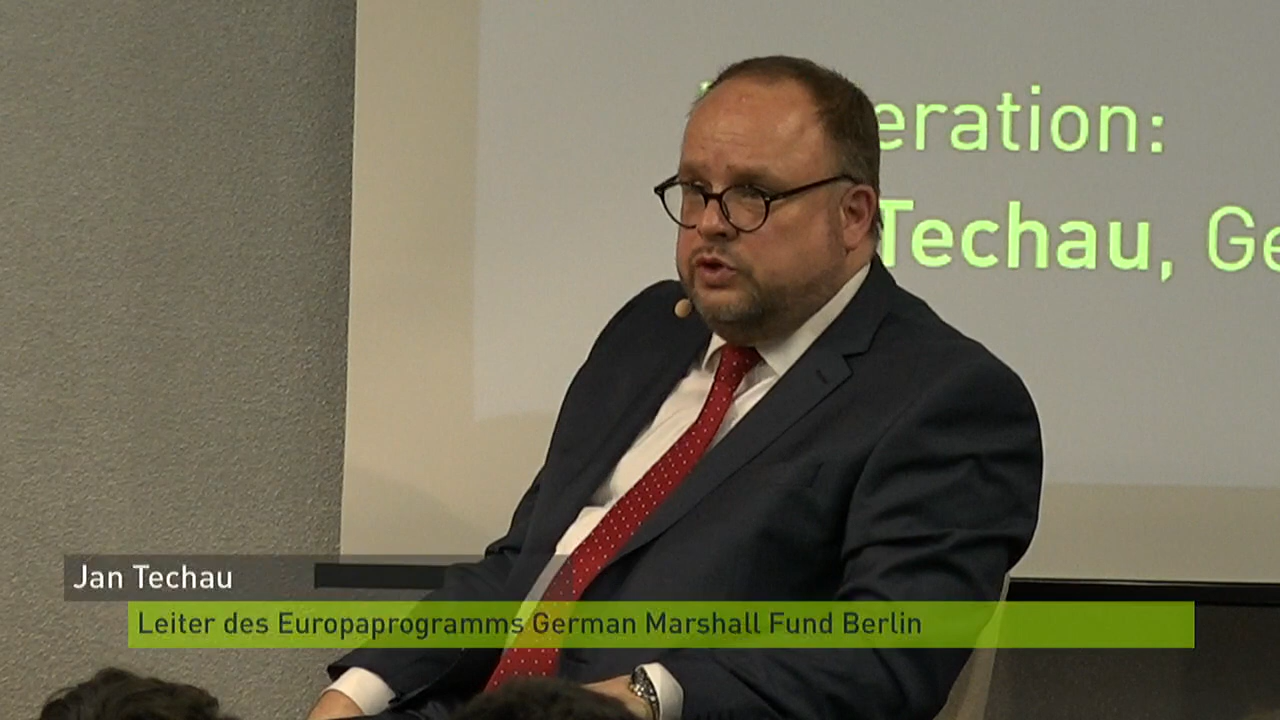 eration:
Techau, Ge
Jan Techau
Leiter des Europaprogramms German Marshall Fund Berlin